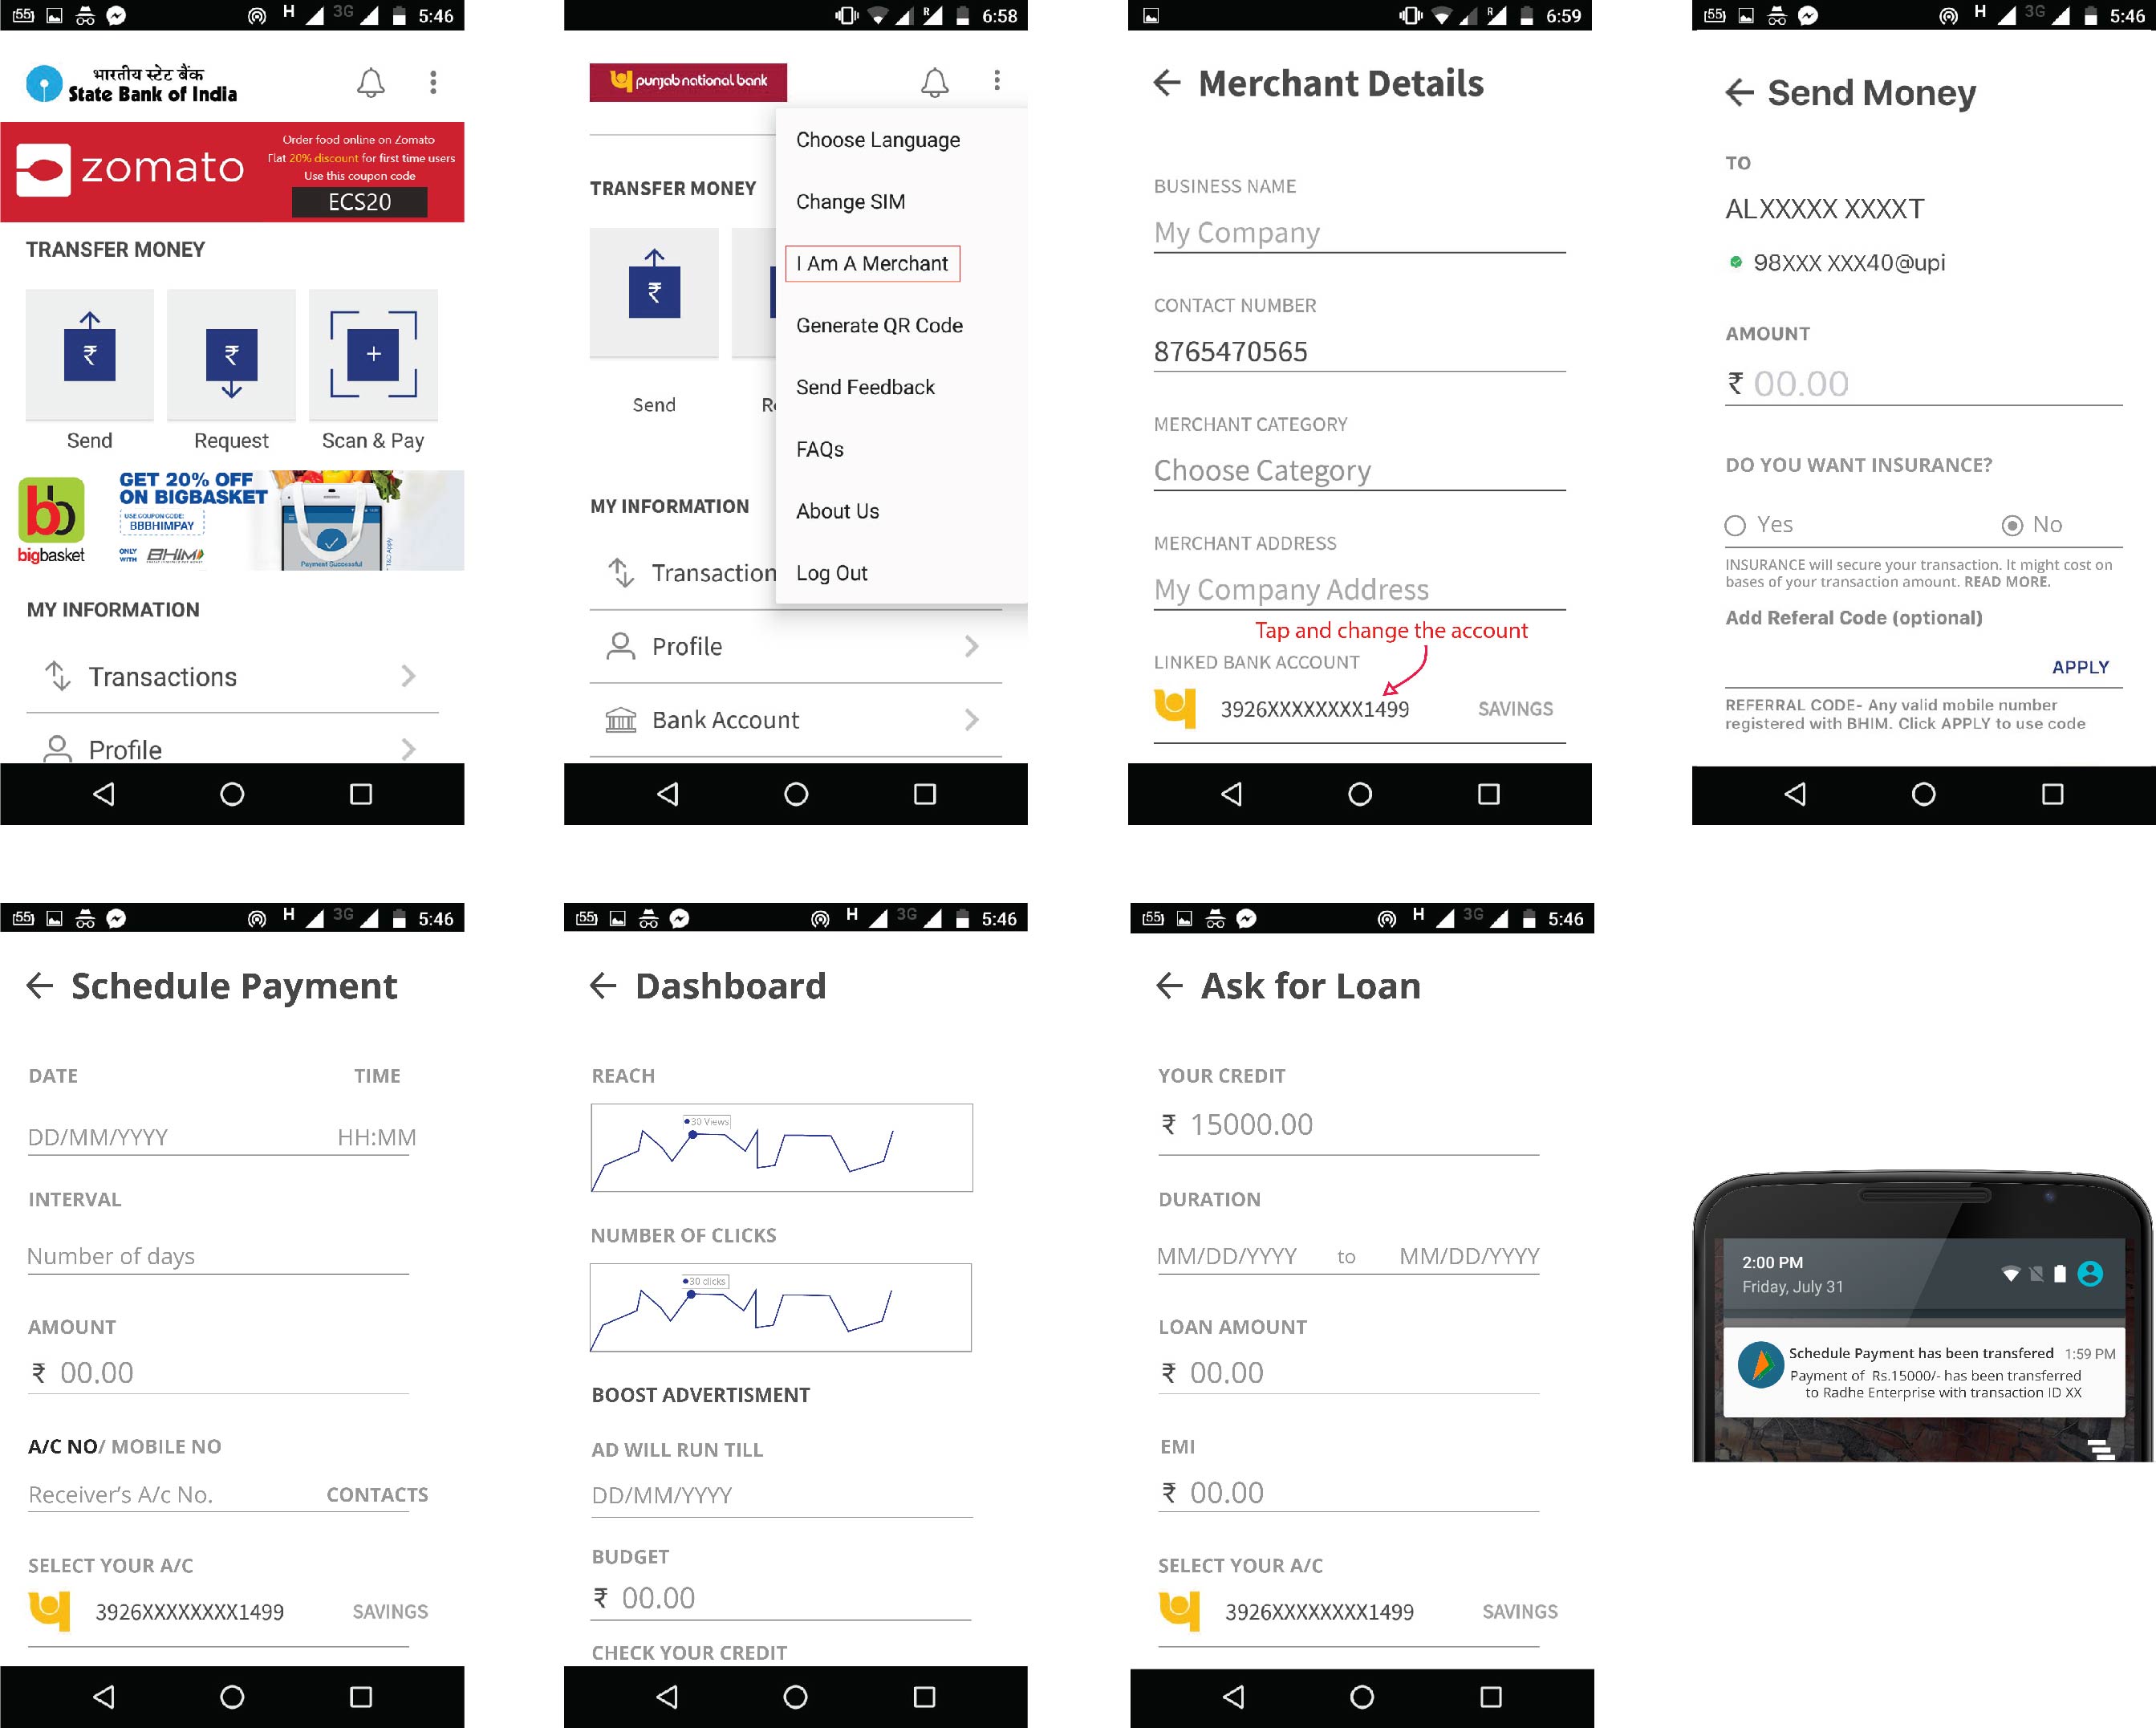 55 H 3G 5:46
भारतीय स्टेट बैंक
State Bank of India
zomato
Order food online on Zomato
Flat 20% discount for first time users
Use this coupon code
ECS20
TRANSFER MONEY
₹ ₹ +
Send Request Scan & Pay
bb
bigbasket
GET 20% OFF
ON BIGBASKET
USE COUPON CODE:
BBBHIMPAY
ONLY
WITH
BHIM
Payment Successful
MY INFORMATION
Transactions
Profile
R 6:58
punjab national bank
TRANSFER MONEY
₹
Send
Re
MY INFORMATION
Transaction
Profile
Bank Account
Choose Language
Change SIM
I Am A Merchant
Generate QR Code
Send Feedback
FAQs
About Us
Log Out
R 6:59
Merchant Details
BUSINESS NAME
My Company
CONTACT NUMBER
8765470565
MERCHANT CATEGORY
Choose Category
MERCHANT ADDRESS
My Company Address
Tap and change the account
LINKED BANK ACCOUNT
3926XXXXXXXX1499 SAVINGS
55 H 3G 5:46
Send Money
TO
ALXXXXX XXXXT
98XXX XXX40@upi
AMOUNT
₹ 00.00
DO YOU WANT INSURANCE?
Yes No
INSURANCE will secure your transaction. It might cost on
bases of your transaction amount. READ MORE.
Add Referal Code (optional)
APPLY
REFERRAL CODE- Any valid mobile number
registered with BHIM. Click APPLY to use code
55 H 3G 5:46
Schedule Payment
DATE TIME
DD/MM/YYYY HH:MM
INTERVAL
Number of days
AMOUNT
₹ 00.00
A/C NO/ MOBILE NO
Receiver's A/c No. CONTACTS
SELECT YOUR A/C
3926XXXXXXXX1499 SAVINGS
55 H 3G 5:46
Dashboard
REACH
30 Views
NUMBER OF CLICKS
30 clicks
BOOST ADVERTISMENT
AD WILL RUN TILL
DD/MM/YYYY
BUDGET
₹ 00.00
CHECK YOUR CREDIT
55 H 3G 5:46
Ask for Loan
YOUR CREDIT
₹ 15000.00
DURATION
MM/DD/YYYY to MM/DD/YYYY
LOAN AMOUNT
₹ 00.00
EMI
₹ 00.00
SELECT YOUR A/C
3926XXXXXXXX1499 SAVINGS
2:00 PM
Friday, July 31
Schedule Payment has been transfered 1:59 PM
Payment of Rs.15000/- has been transferred
to Radhe Enterprise with transaction ID XX